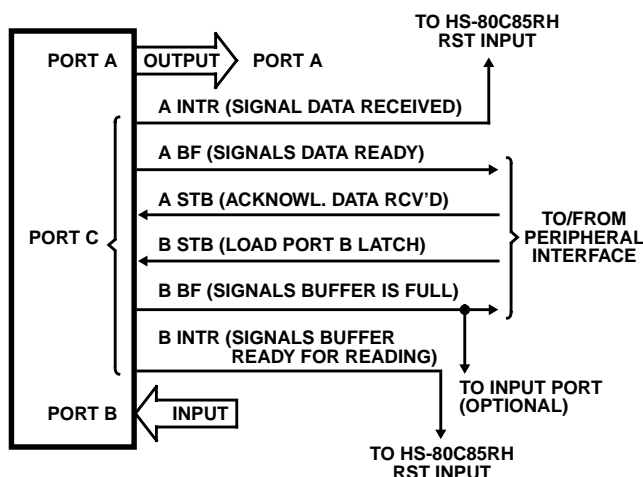 TO HS-80C85RH
RST INPUT
PORT A
OUTPUT
PORT A
A INTR (SIGNAL DATA RECEIVED)
A BF (SIGNALS DATA READY)
A STB (ACKNOWL. DATA RCV'D)
PORT C
TO/FROM
PERIPHERAL
INTERFACE
B STB (LOAD PORT B LATCH)
B BF (SIGNALS BUFFER IS FULL)
B INTR (SIGNALS BUFFER
READY FOR READING)
TO INPUT PORT
(OPTIONAL)
PORT B
INPUT
TO HS-80C85RH
RST INPUT